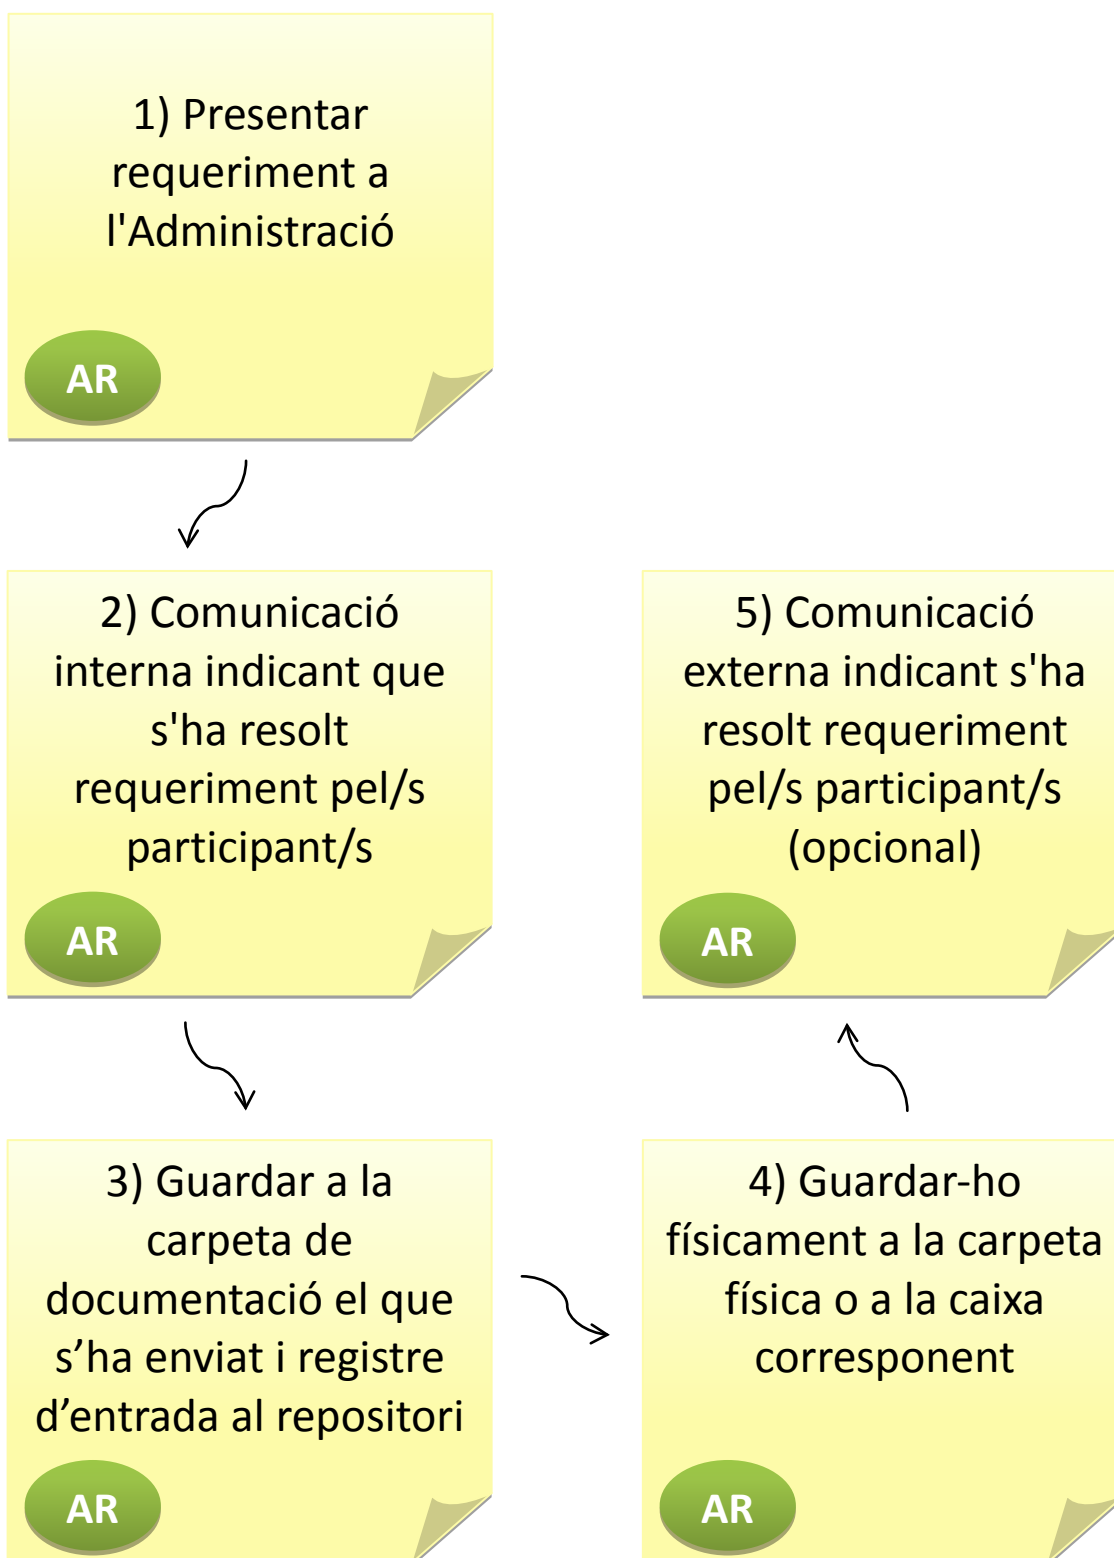 1) Presentar
requeriment a
l'Administració
AR
2) Comunicació
interna indicant que
s'ha resolt
requeriment pel/s
participant/s
AR
3) Guardar a la
carpeta de
documentació el que
s’ha enviat i registre
d’entrada al repositori
AR
4) Guardar-ho
físicament a la carpeta
física o a la caixa
corresponent
AR
5) Comunicació
externa indicant s'ha
resolt requeriment
pel/s participant/s
(opcional)
AR